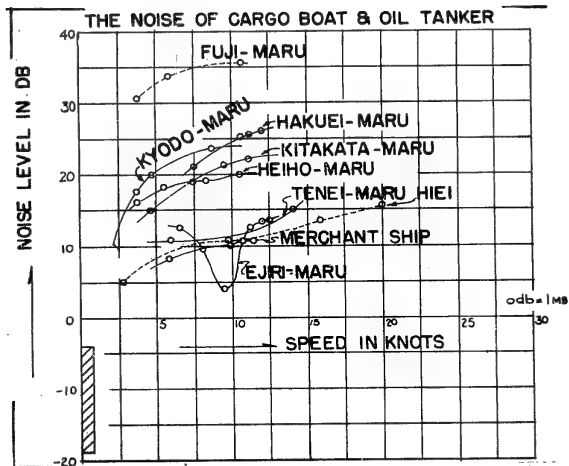 THE NOISE OF CARGO BOAT & OIL TANKER
NOISE LEVEL IN DB
40
30
20
10
0
-10
-20
FUJI-MARU
KYODO-MARU
HAKUEI-MARU
KITAKATA-MARU
HEIHO-MARU
TENEI-MARU HIEI
MERCHANT SHIP
EJIRI-MARU
odb=1MB
5 10 15 20 25 30
SPEED IN KNOTS